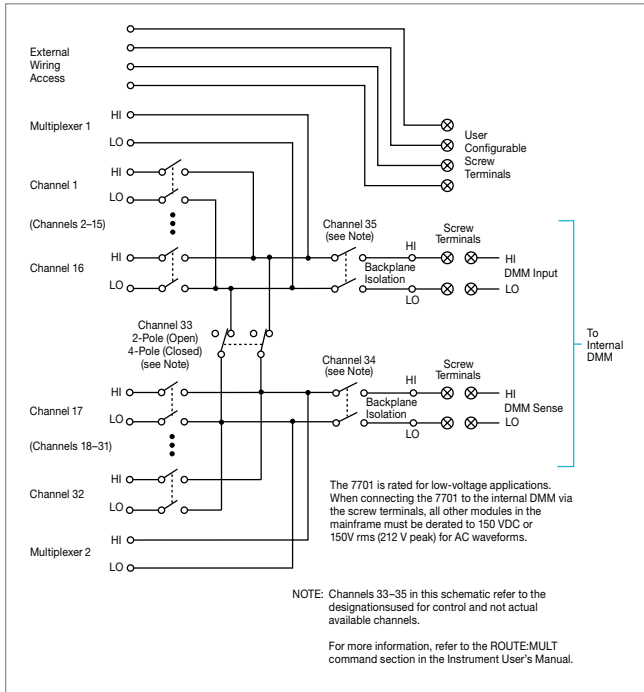 External
Wiring
Access
Multiplexer 1
HI
LO
User
Configurable
Screw
Terminals
Channel 1
HI
LO
(Channels 2–15)
Channel 16
HI
LO
Channel 35
(see Note)
Backplane
Isolation
HI
LO
Screw
Terminals
HI
DMM Input
LO
Channel 33
2-Pole (Open)
4-Pole (Closed)
(see Note)
To
Internal
DMM
Channel 17
HI
LO
Channel 34
(see Note)
Backplane
Isolation
HI
LO
Screw
Terminals
HI
DMM Sense
LO
(Channels 18–31)
Channel 32
HI
LO
Multiplexer 2
HI
LO
The 7701 is rated for low-voltage applications.
When connecting the 7701 to the internal DMM via
the screw terminals, all other modules in the
mainframe must be derated to 150 VDC or
150V rms (212 V peak) for AC waveforms.
NOTE: Channels 33–35 in this schematic refer to the
designationsused for control and not actual
available channels.
For more information, refer to the ROUTE:MULT
command section in the Instrument User's Manual.